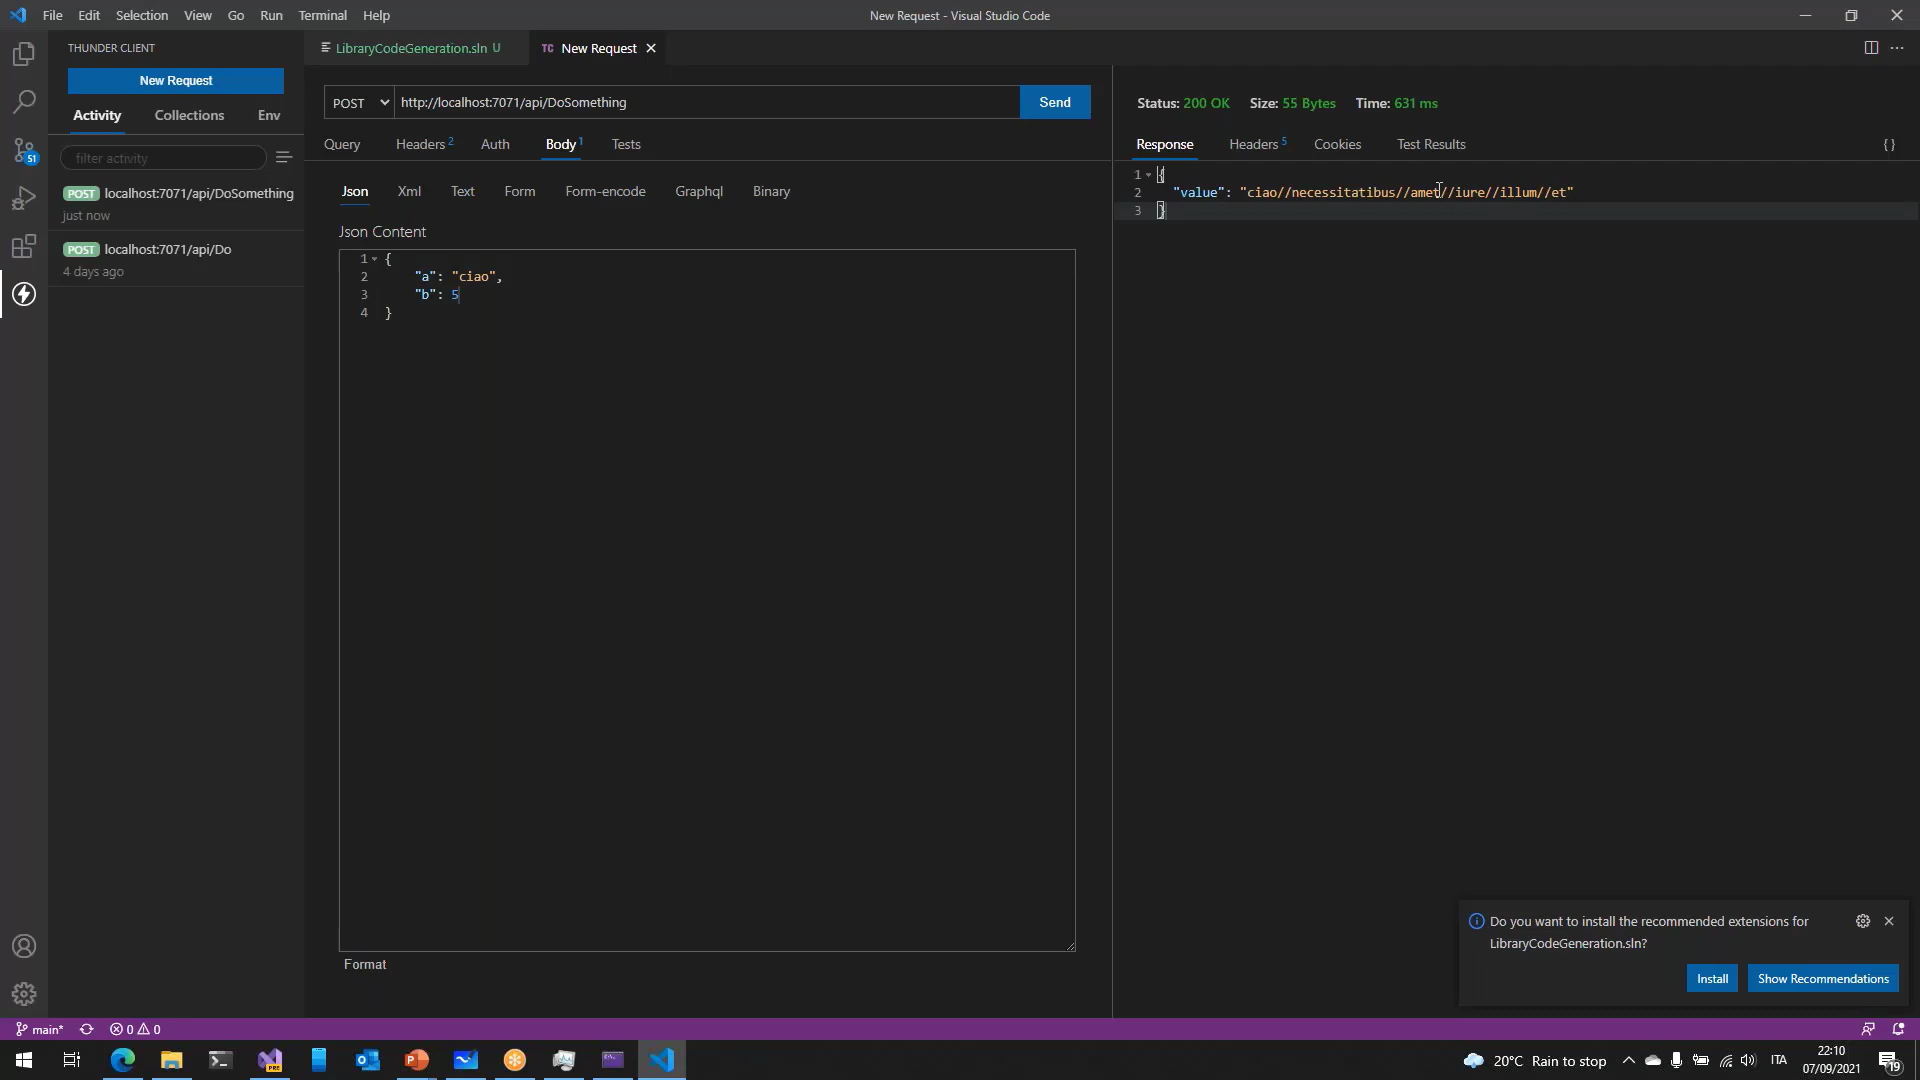 File Edit Selection View Go Run Terminal Help
New Request - Visual Studio Code
THUNDER CLIENT
New Request
Activity Collections Env
filter activity
POST localhost:7071/api/DoSomething
just now
POST localhost:7071/api/Do
4 days ago
LibraryCodeGeneration.sln U
TC New Request
POST http://localhost:7071/api/DoSomething Send
Query Headers 2 Auth Body 1 Tests
Json Xml Text Form Form-encode Graphql Binary
Json Content
1 {
2 "a": "ciao",
3 "b": 5
4 }
Format
Status: 200 OK Size: 55 Bytes Time: 631 ms
Response Headers 5 Cookies Test Results { }
1 {
2 "value": "ciao//necessitatibus//amet//iure//illum//et"
3 }
Do you want to install the recommended extensions for
LibraryCodeGeneration.sln?
Install Show Recommendations
51
main* 0 0
PRE
20°C Rain to stop ITA
22:10
07/09/2021
19